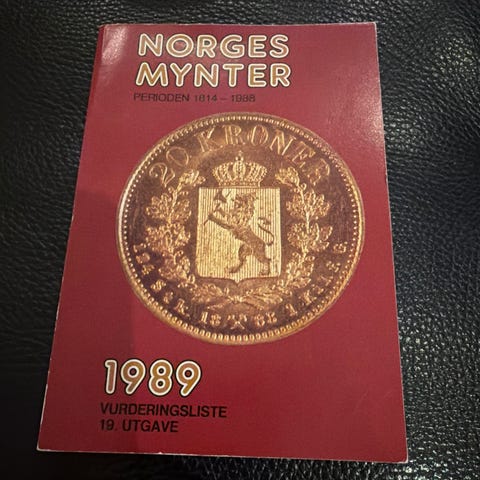 NORGES
MYNTER
PERIODEN 1814 – 1988
20 KRONER
1989
VURDERINGSLISTE
19. UTGAVE